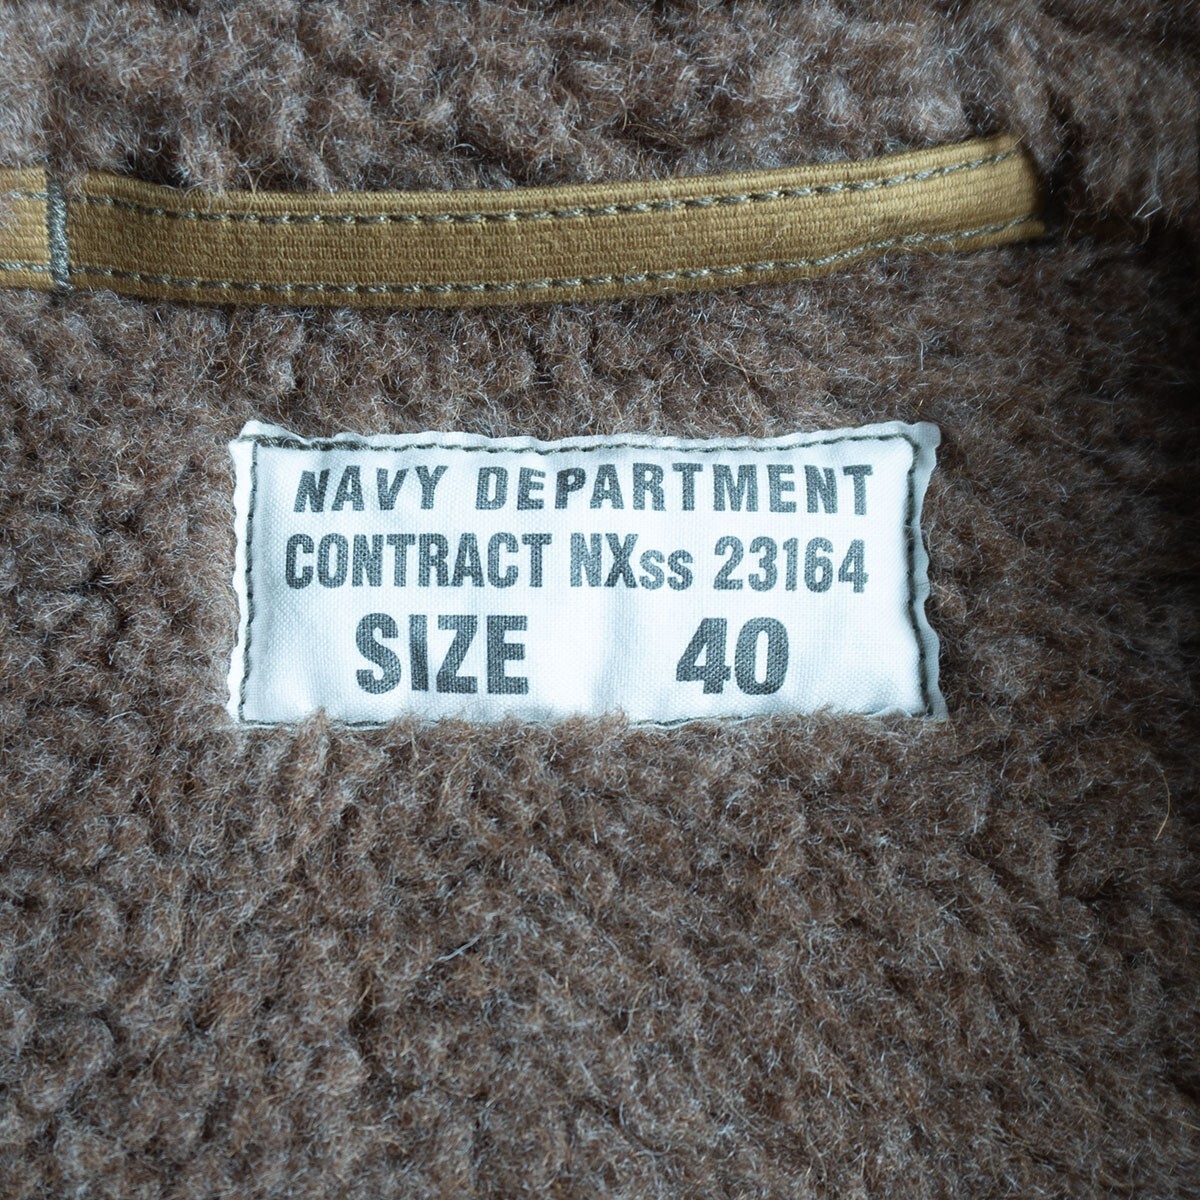 NAVY DEPARTMENT
CONTRACT NXss 23164
SIZE 40